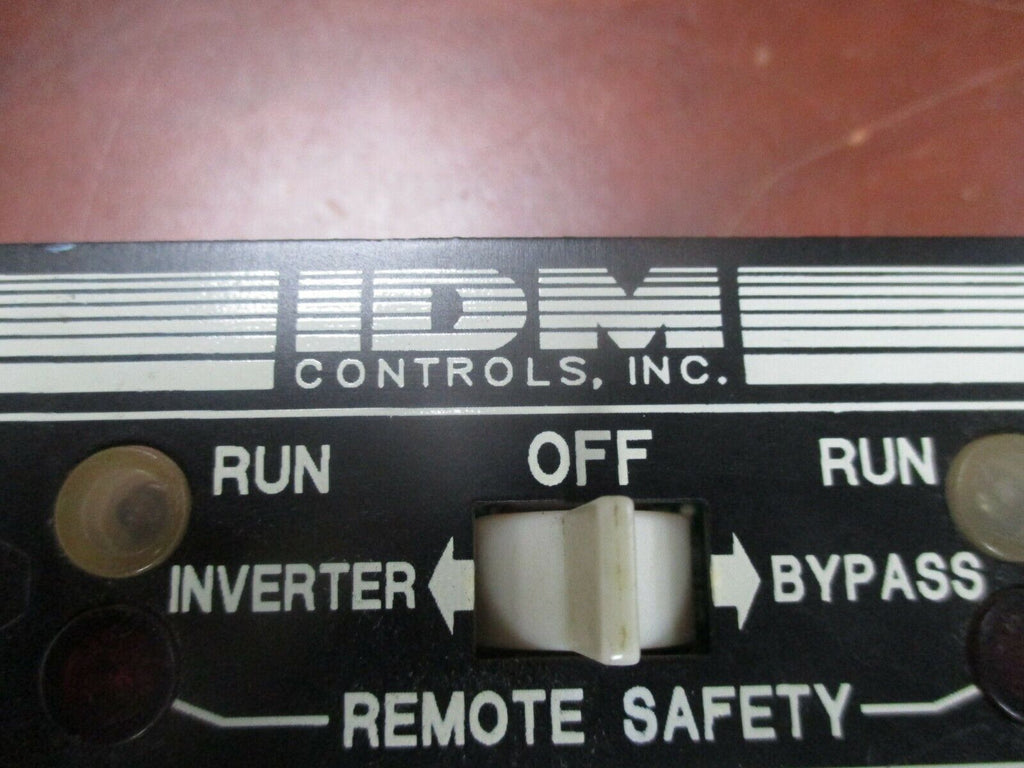 IDM
CONTROLS, INC.
RUN OFF RUN
INVERTER BYPASS
REMOTE SAFETY